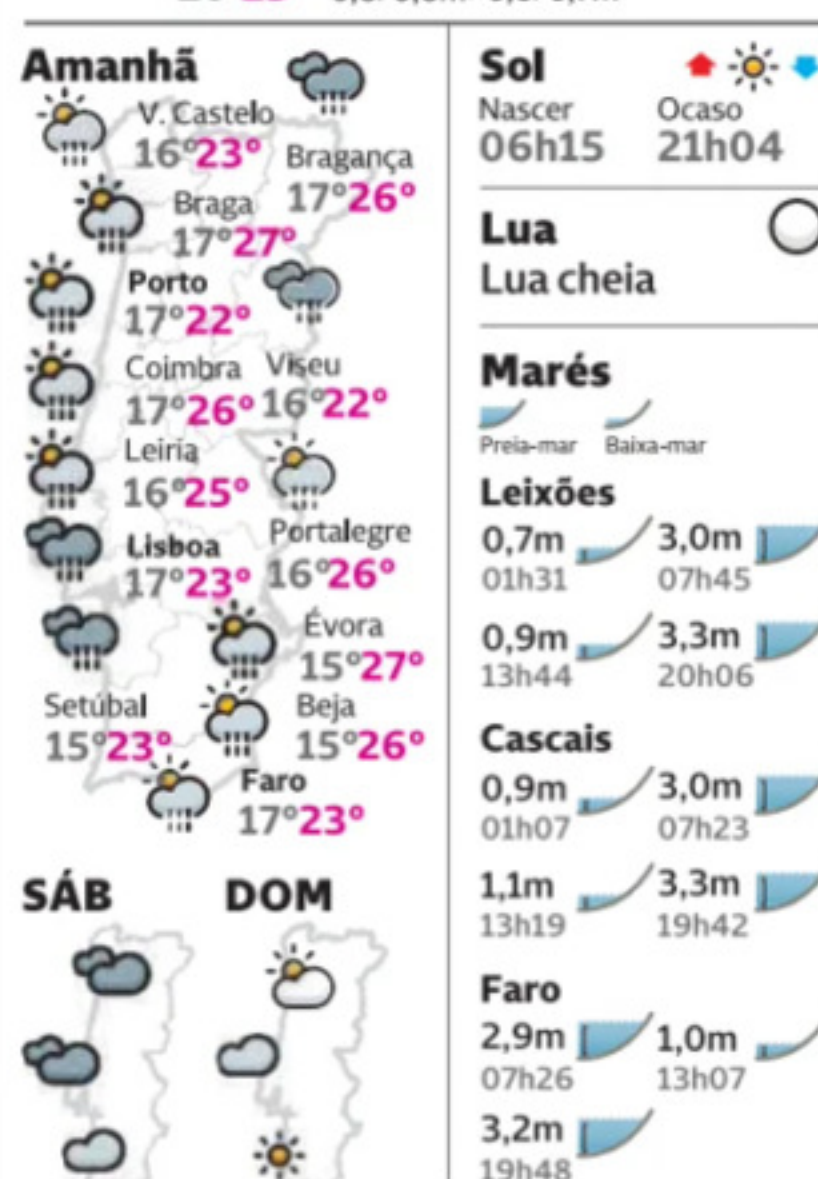 Amanhã
V. Castelo
16°23°
Bragança
17°26°
Braga
17°27°
Porto
17°22°
Coimbra
17°26°
Viseu
16°22°
Leiria
16°25°
Lisboa
17°23°
Portalegre
16°26°
Évora
15°27°
Setúbal
15°23°
Beja
15°26°
Faro
17°23°
SÁB DOM
Sol
Nascer Ocaso
06h15 21h04
Lua
Lua cheia
Marés
Preia-mar Baixa-mar
Leixões
0,7m 3,0m
01h31 07h45
0,9m 3,3m
13h44 20h06
Cascais
0,9m 3,0m
01h07 07h23
1,1m 3,3m
13h19 19h42
Faro
2,9m 1,0m
07h26 13h07
3,2m
19h48